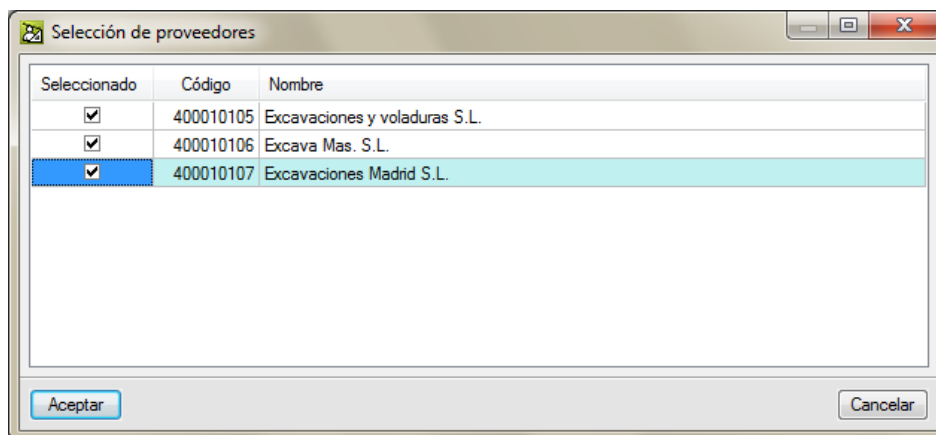 Selección de proveedores
Seleccionado Código Nombre
400010105 Excavaciones y voladuras S.L.
400010106 Excava Mas. S.L.
400010107 Excavaciones Madrid S.L.
Aceptar Cancelar